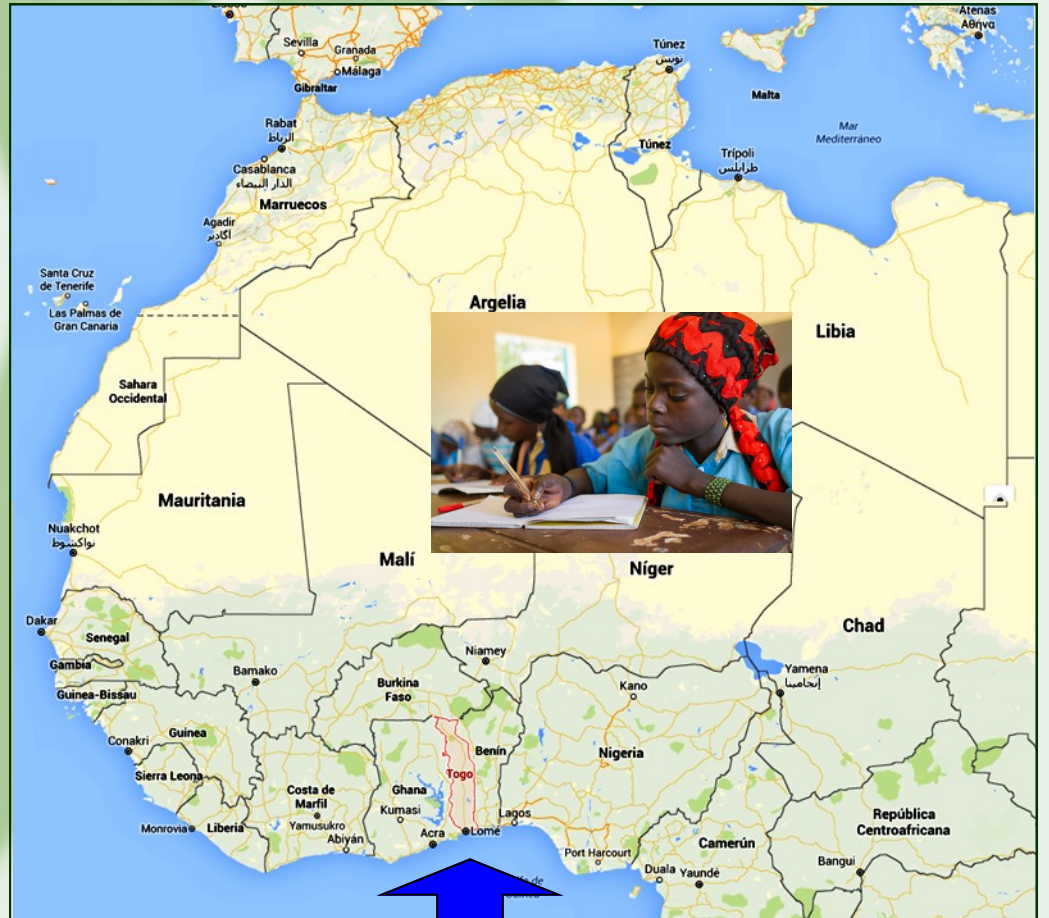 Atenas
Αθήνα
Sevilla
Granada
Málaga
Gibraltar
Túnez
تونس
Malta
Mar
Mediterráneo
Rabat
الرباط
Casablanca
الدار البيضاء
Marruecos
Túnez
Trípoli
طرابلس
Agadir
أكادير
Santa Cruz
de Tenerife
Las Palmas de
Gran Canaria
Argelia
Libia
Sahara
Occidental
Mauritania
Nuakchot
نواكشوط
Malí
Níger
Chad
Dakar
Senegal
Gambia
Guinea-Bissau
Bamako
Niamey
Burkina
Faso
Kano
Yamena
إنجامينا
Guinea
Conakri
Sierra Leona
Benín
Nigeria
Togo
Costa de
Marfil
Ghana
Kumasi
Lagos
Monrovia
Liberia
Yamusukro
Abiyán
Acra
Lomé
República
Centroafricana
Camerún
Port Harcourt
Bangui
Duala
Yaundé
de